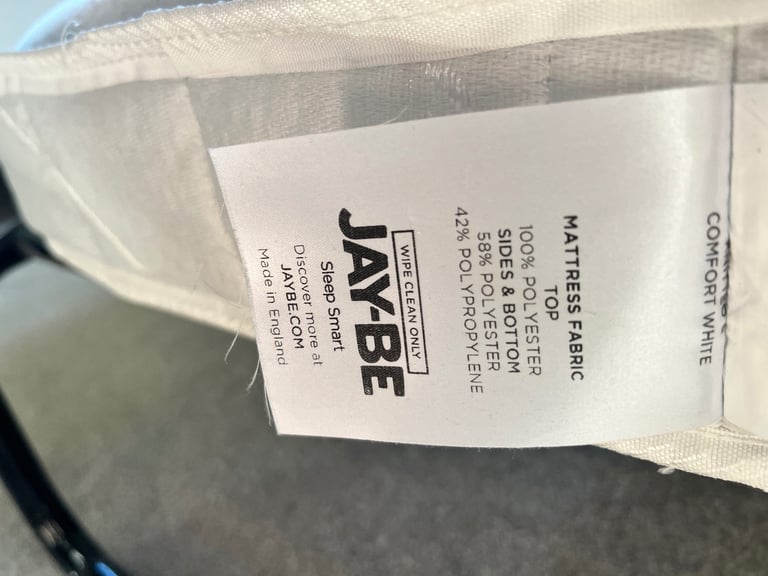 COMFORT WHITE
MATTRESS FABRIC
TOP
100% POLYESTER
SIDES & BOTTOM
58% POLYESTER
42% POLYPROPYLENE
WIPE CLEAN ONLY
JAY-BE
Sleep Smart
Discover more at
JAYBE.COM
Made in England